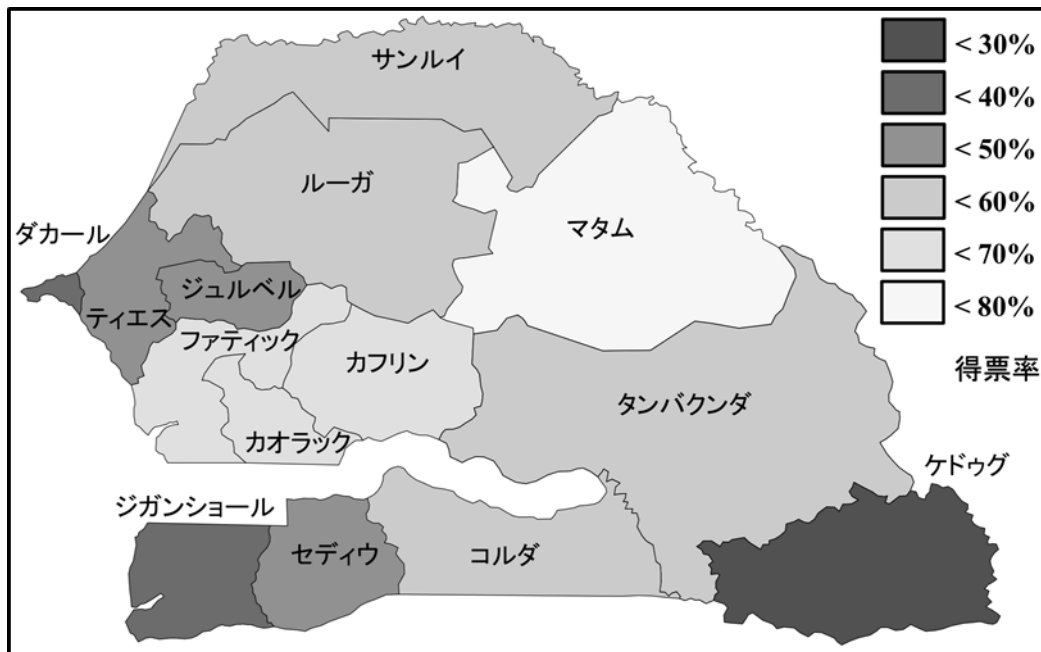 サンルイ
ルーガ
マタム
ダカール
ジュルベル
ティエス
ファティック
カフリン
タンバクンダ
カオラック
ケドゥグ
ジガンショール
セディウ
コルダ
< 30%
< 40%
< 50%
< 60%
< 70%
< 80%
得票率